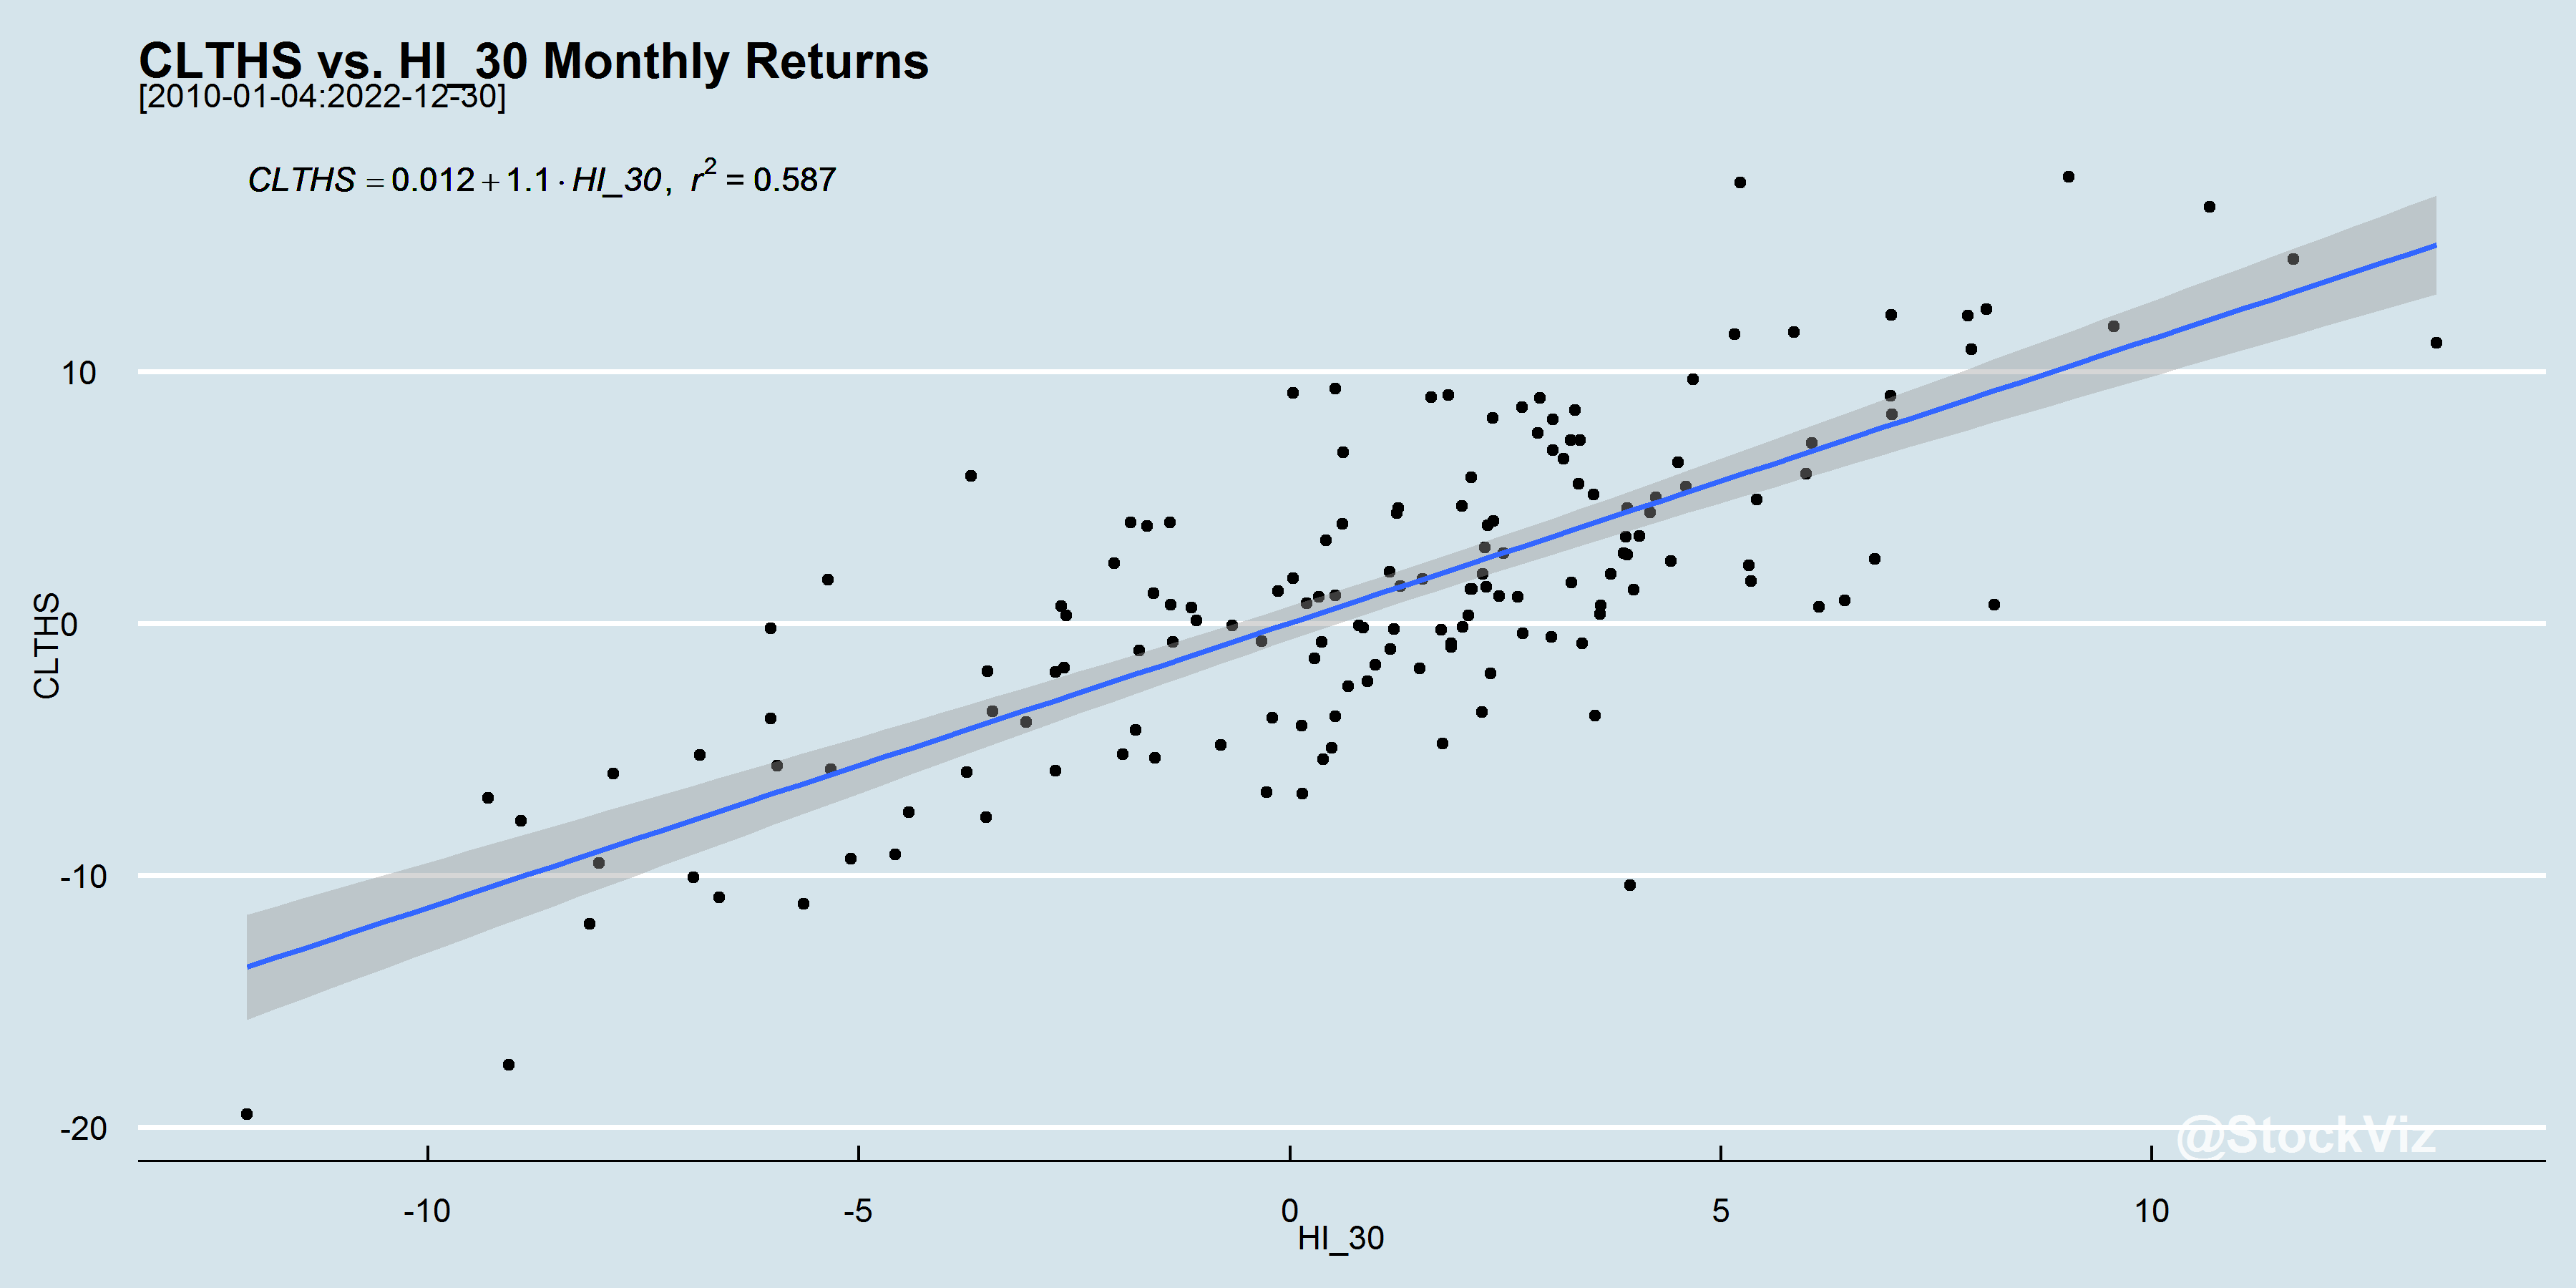 CLTHS vs. HI_30 Monthly Returns
[2010-01-04:2022-12-30]
CLTHS = 0.012 + 1.1 · HI_30, r² = 0.587
10
0
-10
-20
CLTHS
@StockViz
-10 -5 0 5 10
HI_30